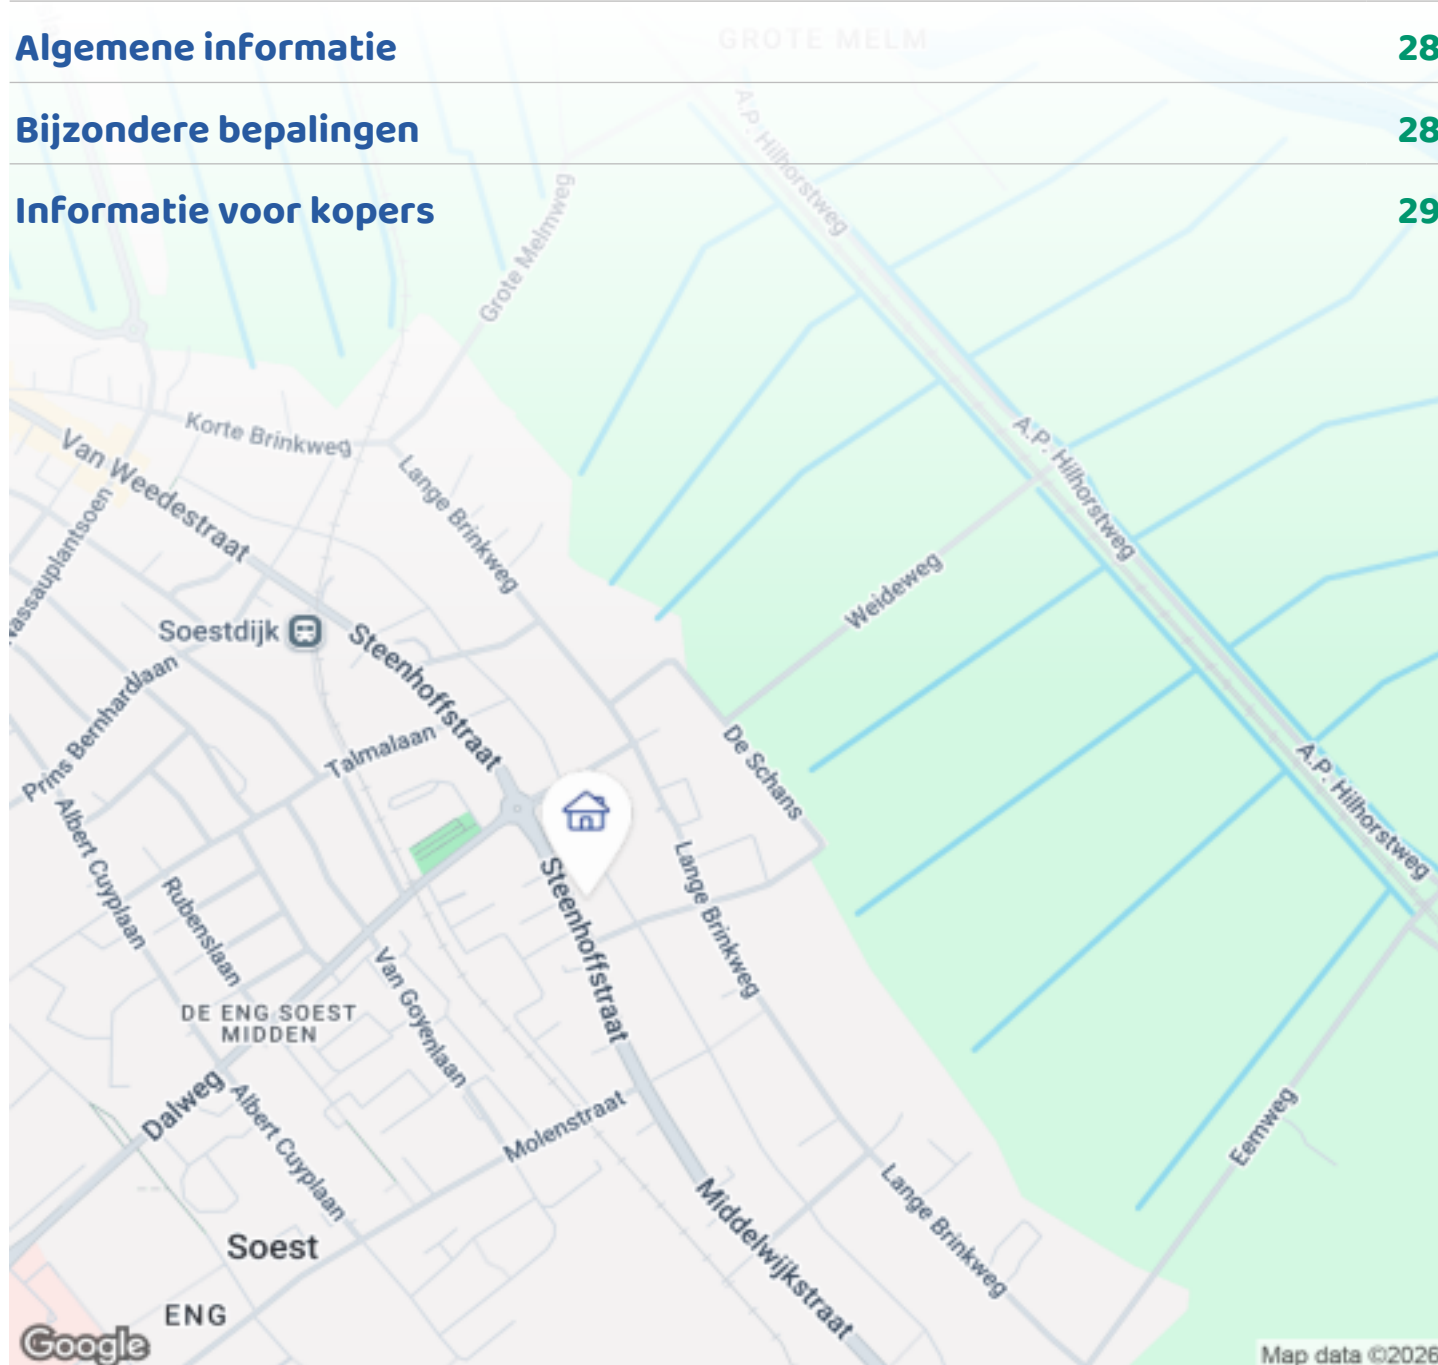 GROTE MELM
Algemene informatie 28
Bijzondere bepalingen 28
Informatie voor kopers 29
A.P. Hilhorstweg
Grote Melmweg
Korte Brinkweg
Van Weedestraat
Lange Brinkweg
A.P. Hilhorstweg
Nassauplantsoen
Weideweg
Soestdijk
Steenhoffstraat
Prins Bernhardlaan
Talmalaan
De Schans
A.P. Hilhorstweg
Albert Cuyplaan
Rubenslaan
Steenhoffstraat
Lange Brinkweg
Van Goyenlaan
DE ENG SOEST
MIDDEN
Dalweg
Albert Cuyplaan
Molenstraat
Eemweg
Middelwijkstraat
Lange Brinkweg
Soest
ENG
Google
Map data ©2026